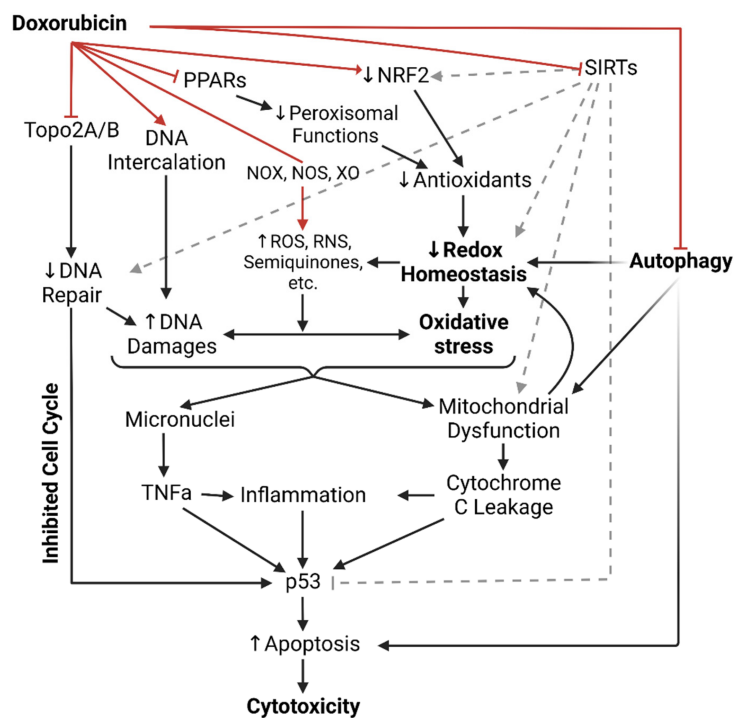 Doxorubicin
SIRTs
PPARs
↓NRF2
↓Peroxisomal
Functions
Topo2A/B
DNA
Intercalation
NOX, NOS, XO
↓Antioxidants
↑ROS, RNS,
Semiquinones,
etc.
↓Redox
Homeostasis
Autophagy
↓DNA
Repair
↑DNA
Damages
Oxidative
stress
Inhibited Cell Cycle
Micronuclei
Mitochondrial
Dysfunction
TNFa
Inflammation
Cytochrome
C Leakage
p53
↑Apoptosis
Cytotoxicity